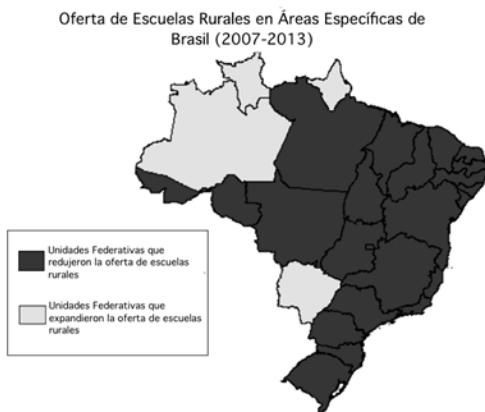 Oferta de Escuelas Rurales en Áreas Específicas de
Brasil (2007-2013)
Unidades Federativas que
redujeron la oferta de escuelas
rurales
Unidades Federativas que
expandieron la oferta de escuelas
rurales